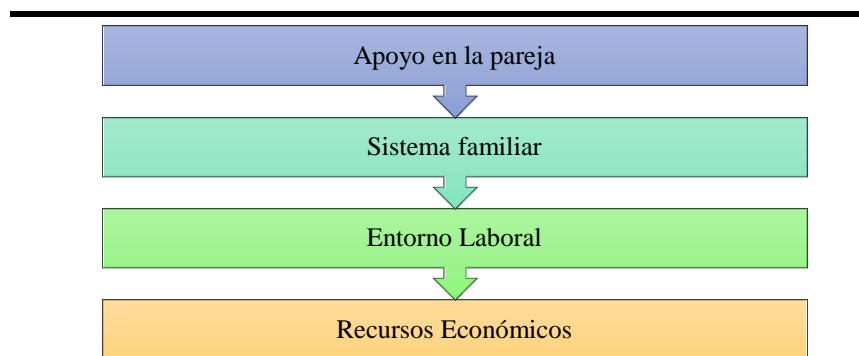 Apoyo en la pareja
Sistema familiar
Entorno Laboral
Recursos Económicos